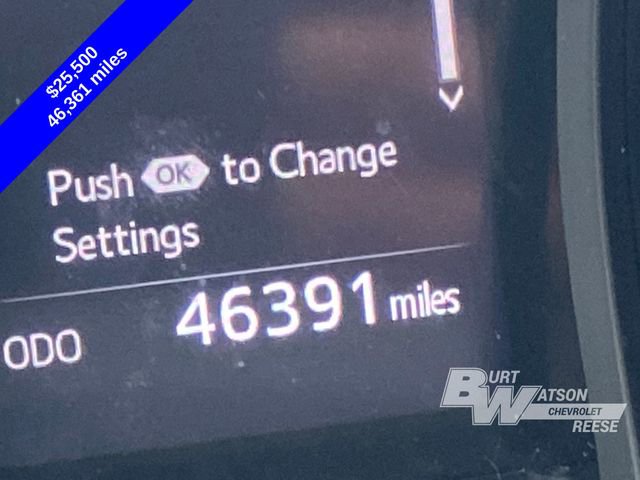 $25,500
46,361 miles
Push OK to Change
Settings
ODO 46391 miles
BURT
WATSON
CHEVROLET
REESE